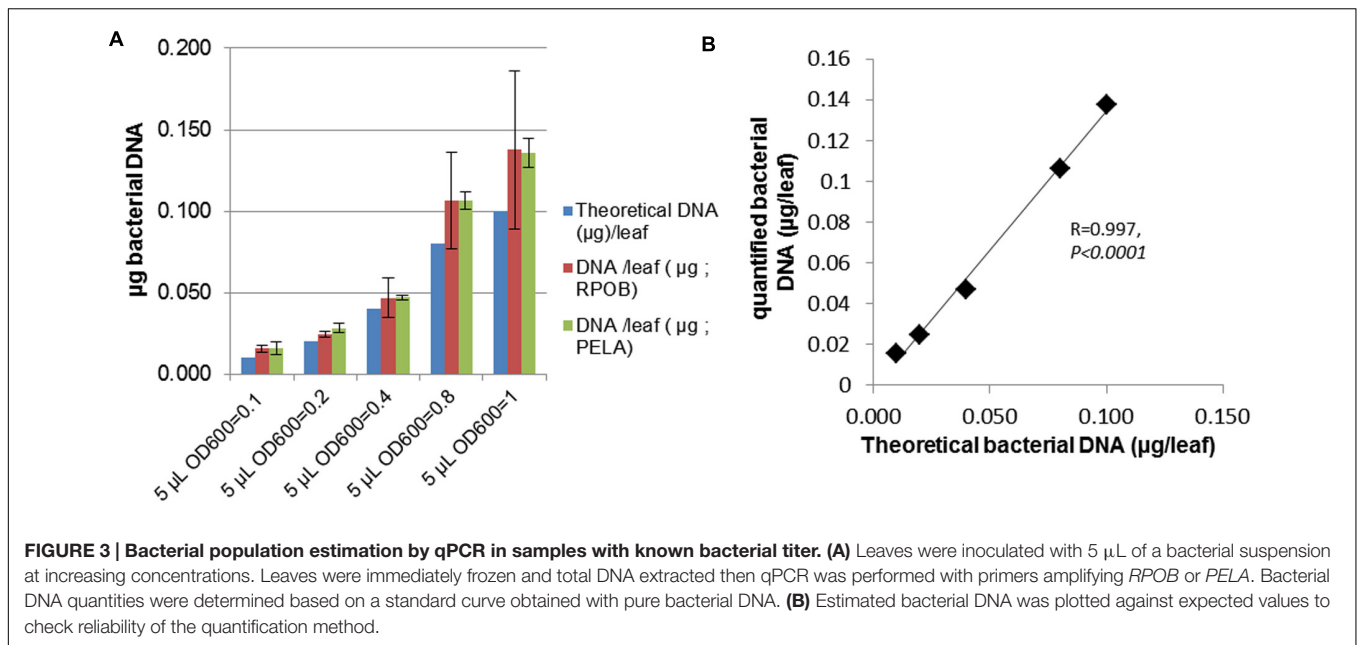 A
0.200
0.150
0.100
0.050
0.000
µg bacterial DNA
5 µL OD600=0.1
5 µL OD600=0.2
5 µL OD600=0.4
5 µL OD600=0.8
5 µL OD600=1
Theoretical DNA
(µg)/leaf
DNA /leaf ( µg ;
RPOB)
DNA /leaf ( µg ;
PELA)
B
0.16
0.14
0.12
0.1
0.08
0.06
0.04
0.02
0
quantified bacterial
DNA (µg/leaf)
R=0.997,
P<0.0001
0.000 0.050 0.100 0.150
Theoretical bacterial DNA (µg/leaf)
FIGURE 3 | Bacterial population estimation by qPCR in samples with known bacterial titer. (A) Leaves were inoculated with 5 µL of a bacterial suspension
at increasing concentrations. Leaves were immediately frozen and total DNA extracted then qPCR was performed with primers amplifying RPOB or PELA. Bacterial
DNA quantities were determined based on a standard curve obtained with pure bacterial DNA. (B) Estimated bacterial DNA was plotted against expected values to
check reliability of the quantification method.